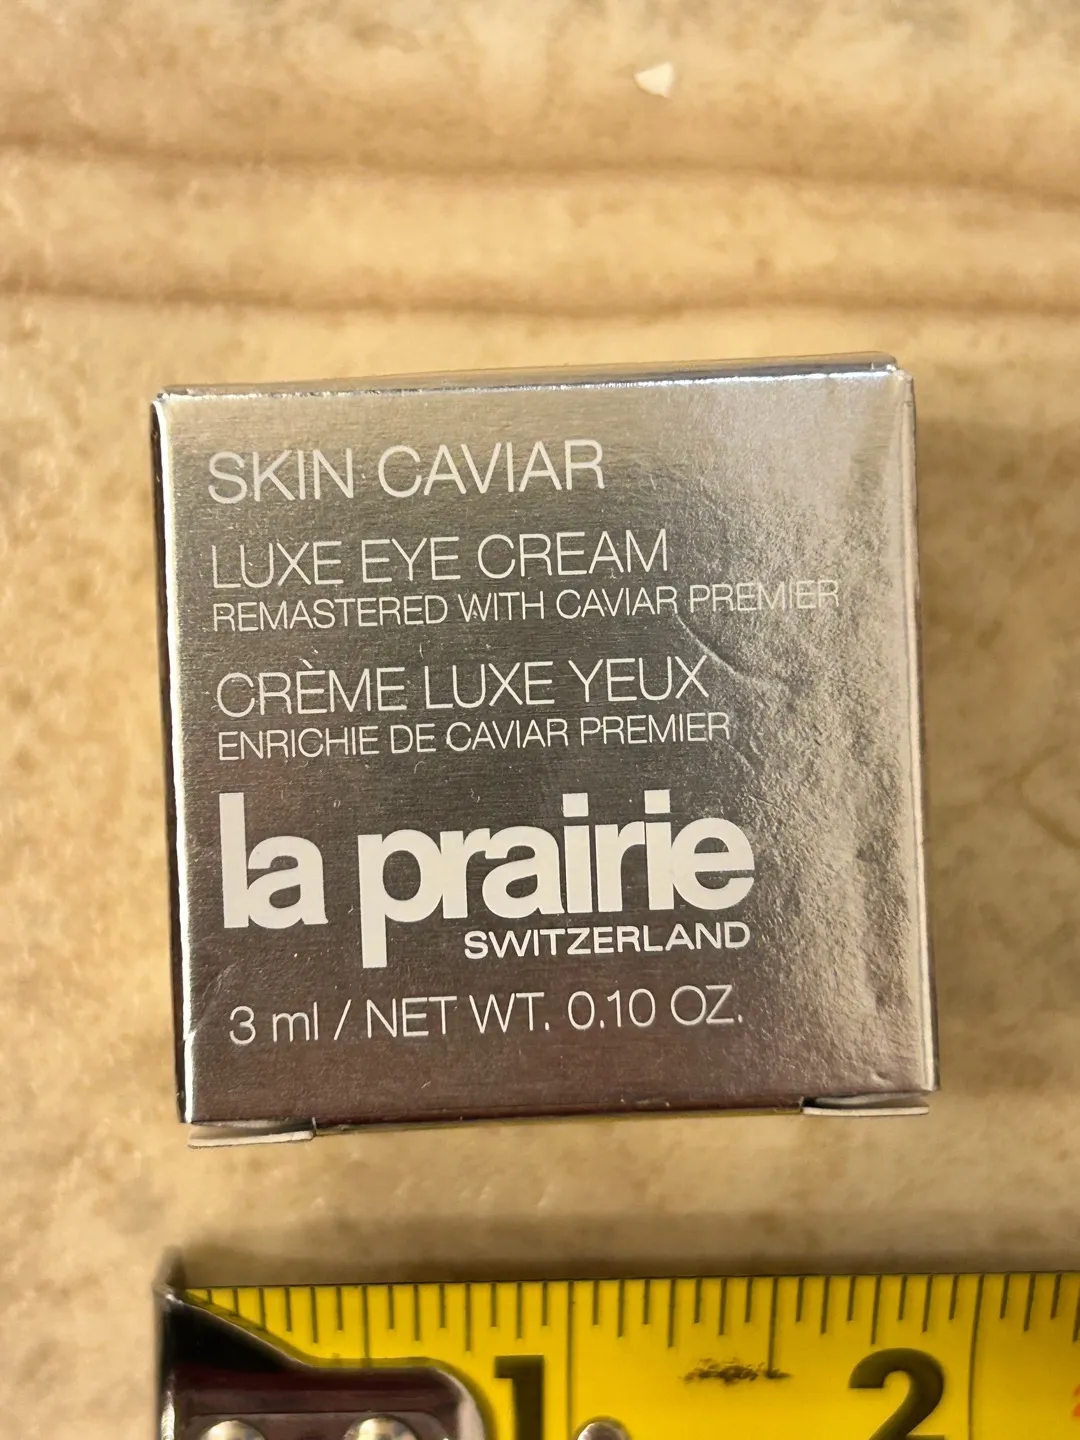 SKIN CAVIAR
LUXE EYE CREAM
REMASTERED WITH CAVIAR PREMIER
CRÈME LUXE YEUX
ENRICHIE DE CAVIAR PREMIER
la prairie
SWITZERLAND
3 ml / NET WT. 0.10 OZ.
1 2